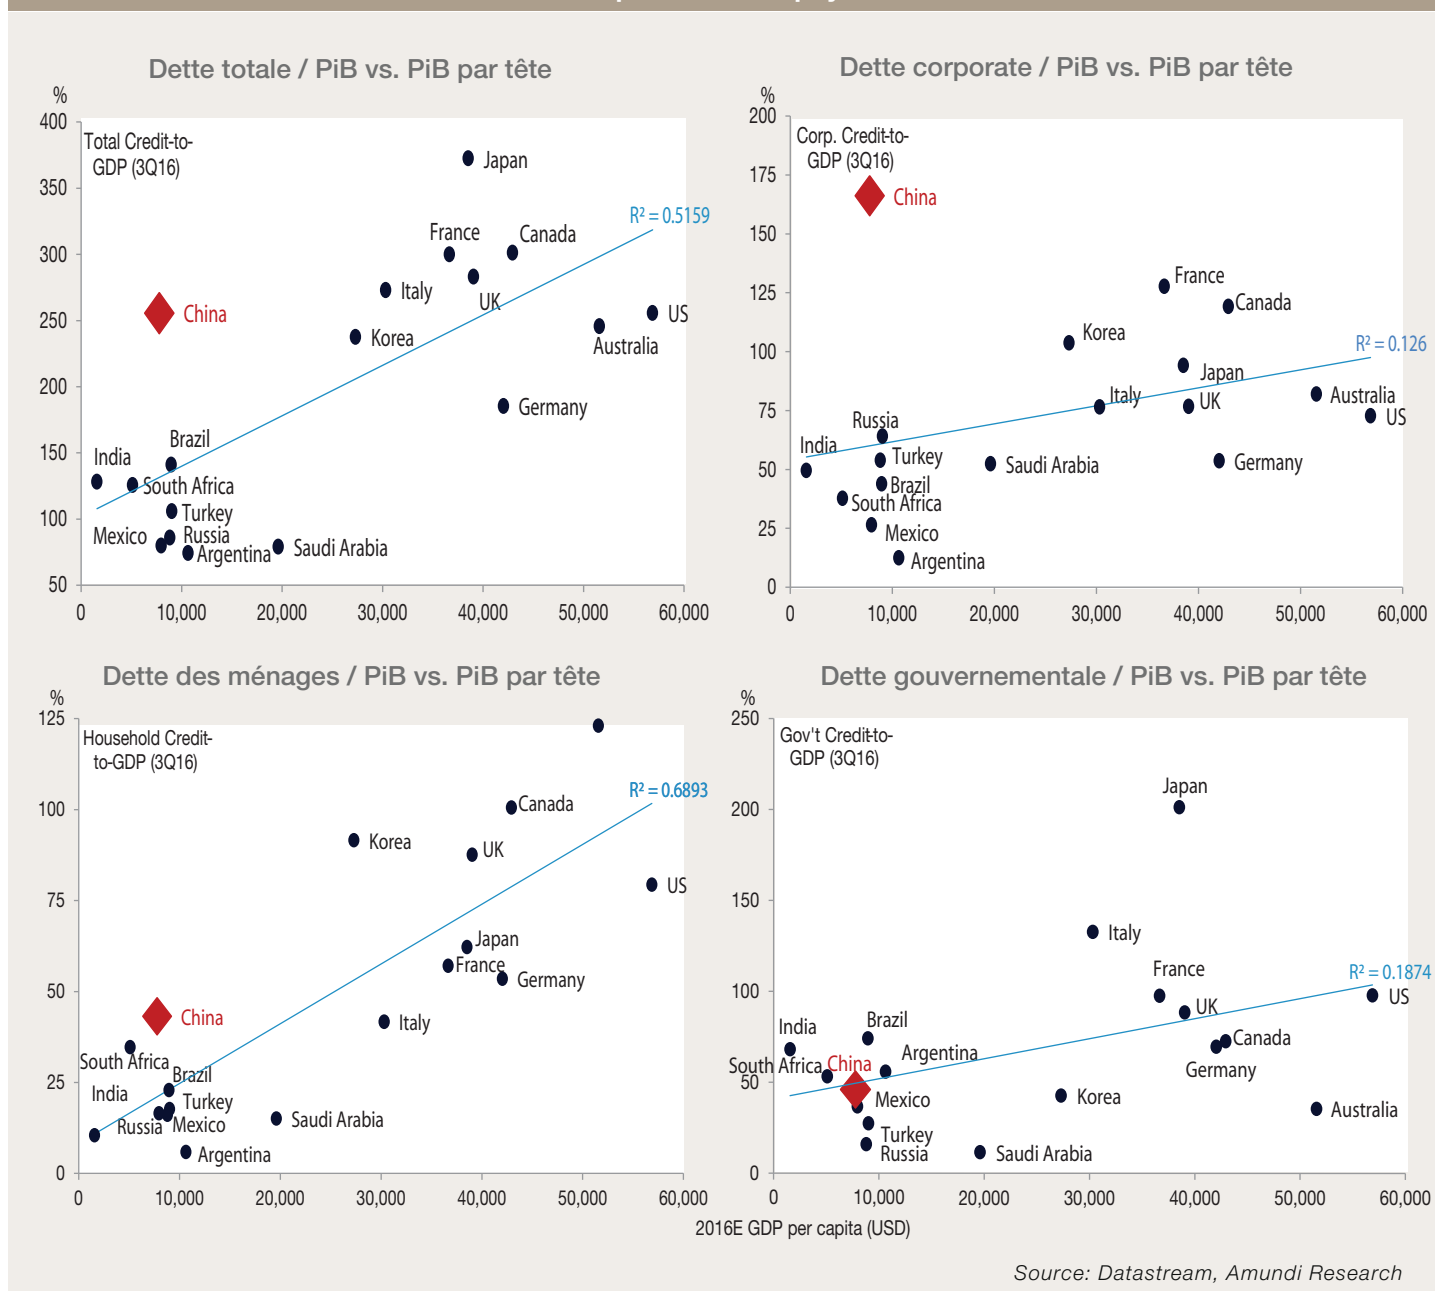 Dette totale / PiB vs. PiB par tête
%
400
350
300
250
200
150
100
50
Total Credit-to-
GDP (3Q16)
Japan
R² = 0.5159
France
Canada
Italy
UK
China
US
Korea
Australia
Germany
Brazil
India
South Africa
Turkey
Mexico
Russia
Argentina
Saudi Arabia
0
10,000
20,000
30,000
40,000
50,000
60,000
Dette corporate / PiB vs. PiB par tête
%
200
175
150
125
100
75
50
25
0
Corp. Credit-to-
GDP (3Q16)
China
France
Canada
Korea
R² = 0.126
Japan
Italy
UK
Australia
US
Russia
India
Turkey
Saudi Arabia
Germany
Brazil
South Africa
Mexico
Argentina
0
10,000
20,000
30,000
40,000
50,000
60,000
Dette des ménages / PiB vs. PiB par tête
%
125
100
75
50
25
0
Household Credit-
to-GDP (3Q16)
R² = 0.6893
Canada
Korea
UK
US
Japan
France
Germany
China
Italy
South Africa
Brazil
India
Turkey
Russia
Mexico
Saudi Arabia
Argentina
0
10,000
20,000
30,000
40,000
50,000
60,000
Dette gouvernementale / PiB vs. PiB par tête
%
250
200
150
100
50
0
Gov't Credit-to-
GDP (3Q16)
Japan
Italy
France
R² = 0.1874
US
UK
Brazil
India
Canada
Argentina
South Africa
China
Germany
Mexico
Korea
Australia
Turkey
Russia
Saudi Arabia
0
10,000
20,000
30,000
40,000
50,000
60,000
2016E GDP per capita (USD)
Source: Datastream, Amundi Research